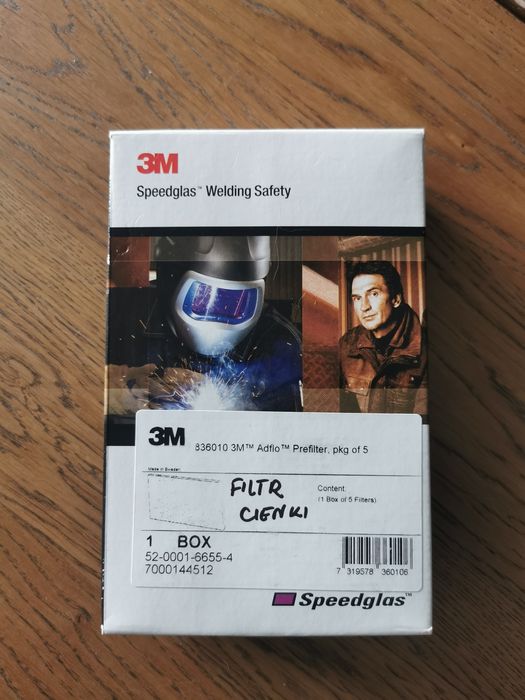 3M
Speedglas™ Welding Safety
3M
836010 3M™ Adflo™ Prefilter, pkg of 5
Made in Sweden
FILTR
CIENKI
Content:
(1 Box of 5 Filters)
1 BOX
52-0001-6655-4
7000144512
7 319578 360106
Speedglas™